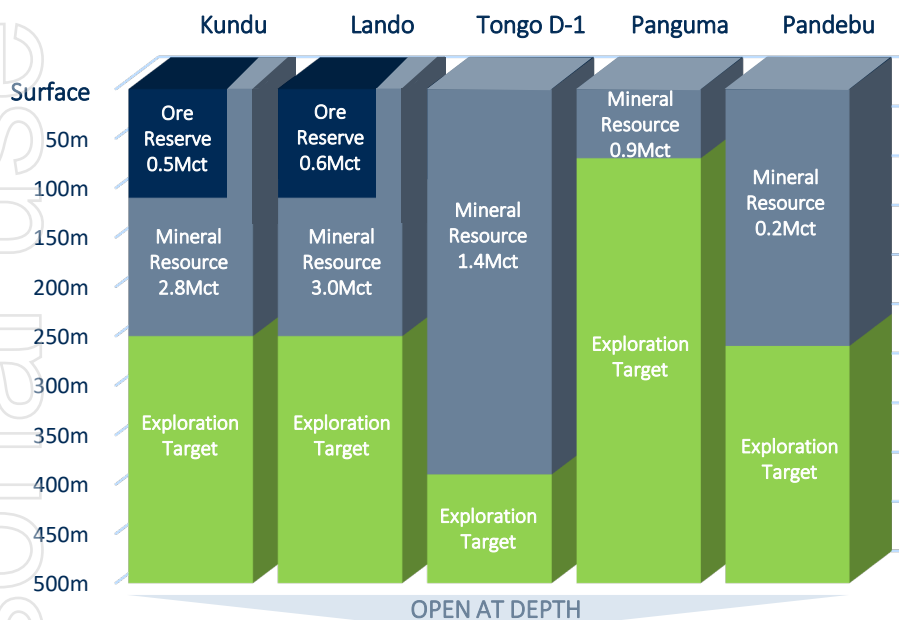 Kundu Lando Tongo D-1 Panguma Pandebu
Surface
50m
100m
150m
200m
250m
300m
350m
400m
450m
500m
Ore
Reserve
0.5Mct
Mineral
Resource
2.8Mct
Exploration
Target
Ore
Reserve
0.6Mct
Mineral
Resource
3.0Mct
Exploration
Target
Mineral
Resource
1.4Mct
Exploration
Target
Mineral
Resource
0.9Mct
Exploration
Target
Mineral
Resource
0.2Mct
Exploration
Target
OPEN AT DEPTH